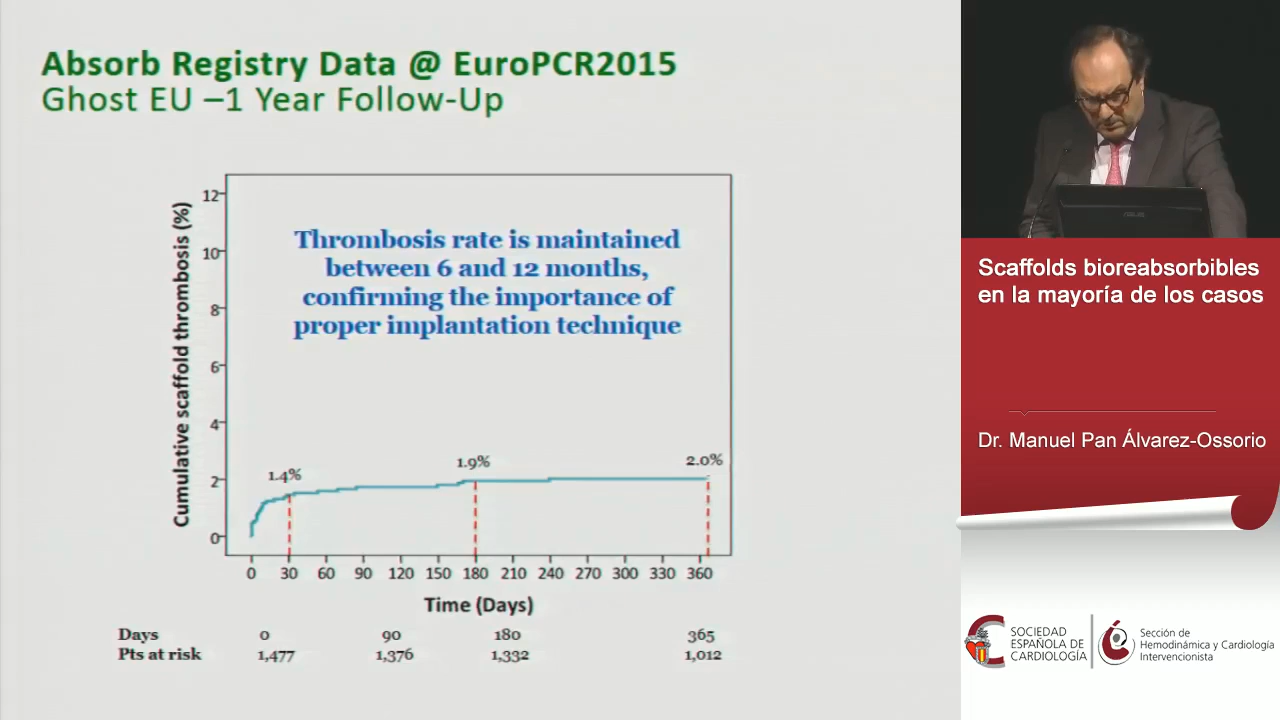 Absorb Registry Data @ EuroPCR2015
Ghost EU –1 Year Follow-Up
Cumulative scaffold thrombosis (%)
12
10
8
6
4
2
0
Thrombosis rate is maintained
between 6 and 12 months,
confirming the importance of
proper implantation technique
1.4%
1.9%
2.0%
0 30 60 90 120 150 180 210 240 270 300 330 360
Time (Days)
Days 0 90 180 365
Pts at risk 1,477 1,376 1,332 1,012
ASUS
Scaffolds bioreabsorbibles
en la mayoría de los casos
Dr. Manuel Pan Álvarez-Ossorio
SOCIEDAD
ESPAÑOLA DE
CARDIOLOGÍA
Sección de
Hemodinámica y Cardiología
Intervencionista